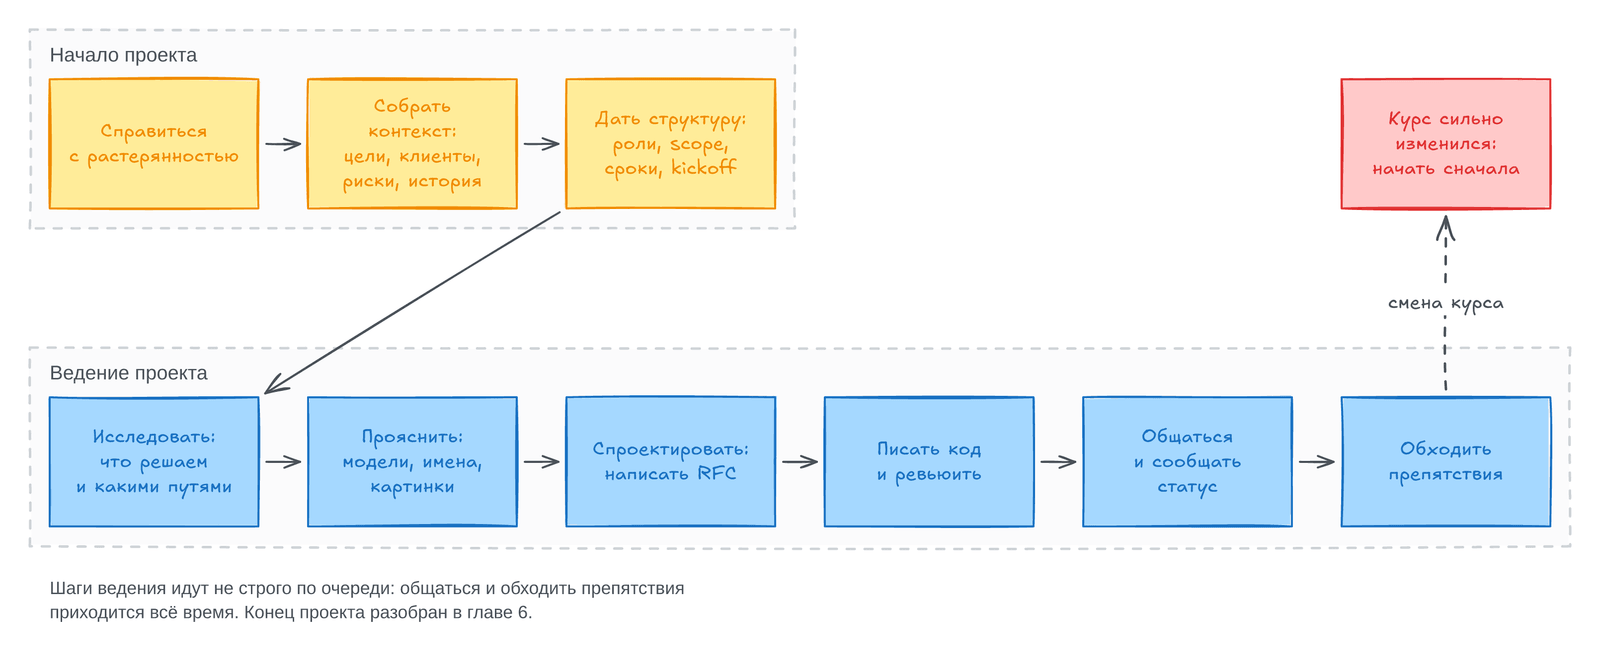 Начало проекта
Справиться
с растерянностью
Собрать
контекст:
цели, клиенты,
риски, история
Дать структуру:
роли, scope,
сроки, kickoff
Курс сильно
изменился:
начать сначала
смена курса
Ведение проекта
Исследовать:
что решаем
и какими путями
Прояснить:
модели, имена,
картинки
Спроектировать:
написать RFC
Писать код
и ревьюить
Общаться
и сообщать
статус
Обходить
препятствия
Шаги ведения идут не строго по очереди: общаться и обходить препятствия
приходится всё время. Конец проекта разобран в главе 6.